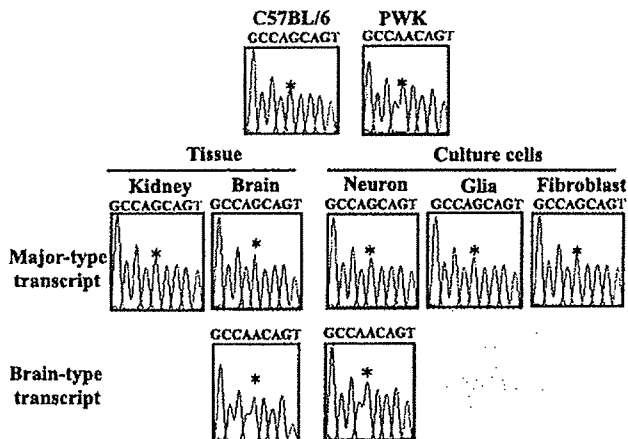 C57BL/6 PWK
GCCAGCAGT GCCAACAGT
* *
Tissue Culture cells
Kidney Brain Neuron Glia Fibroblast
GCCAGCAGT GCCAGCAGT GCCAGCAGT GCCAGCAGT GCCAGCAGT
* * * * *
Major-type
transcript
GCCAACAGT GCCAACAGT
* *
Brain-type
transcript